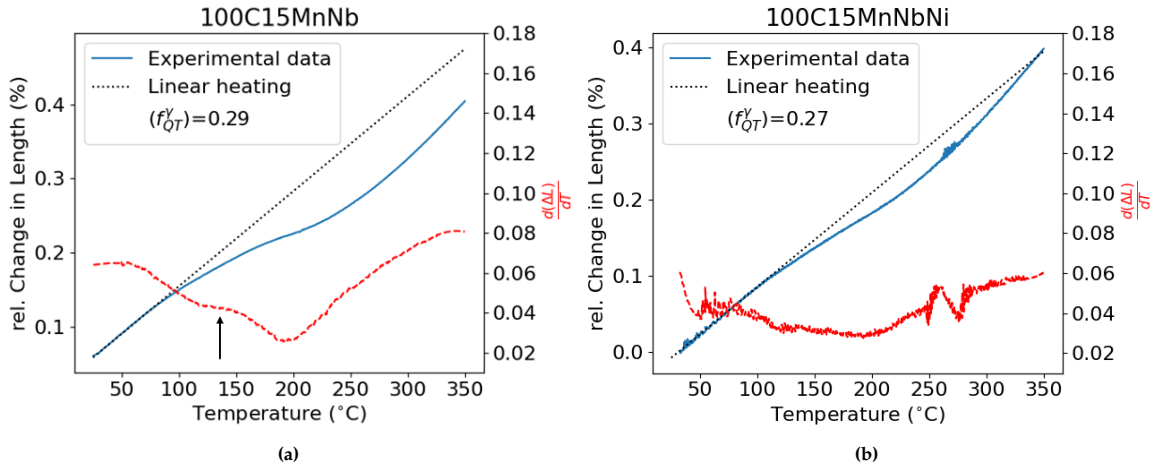 100C15MnNb
rel. Change in Length (%)
0.4
0.3
0.2
0.1
Experimental data
Linear heating
(f_{QT}^{γ})=0.29
0.18
0.16
0.14
0.12
0.10
0.08
0.06
0.04
0.02
d(ΔL)
dT
50 100 150 200 250 300 350
Temperature (°C)
(a)
100C15MnNbNi
rel. Change in Length (%)
0.4
0.3
0.2
0.1
0.0
Experimental data
Linear heating
(f_{QT}^{γ})=0.27
0.18
0.16
0.14
0.12
0.10
0.08
0.06
0.04
0.02
d(ΔL)
dT
50 100 150 200 250 300 350
Temperature (°C)
(b)